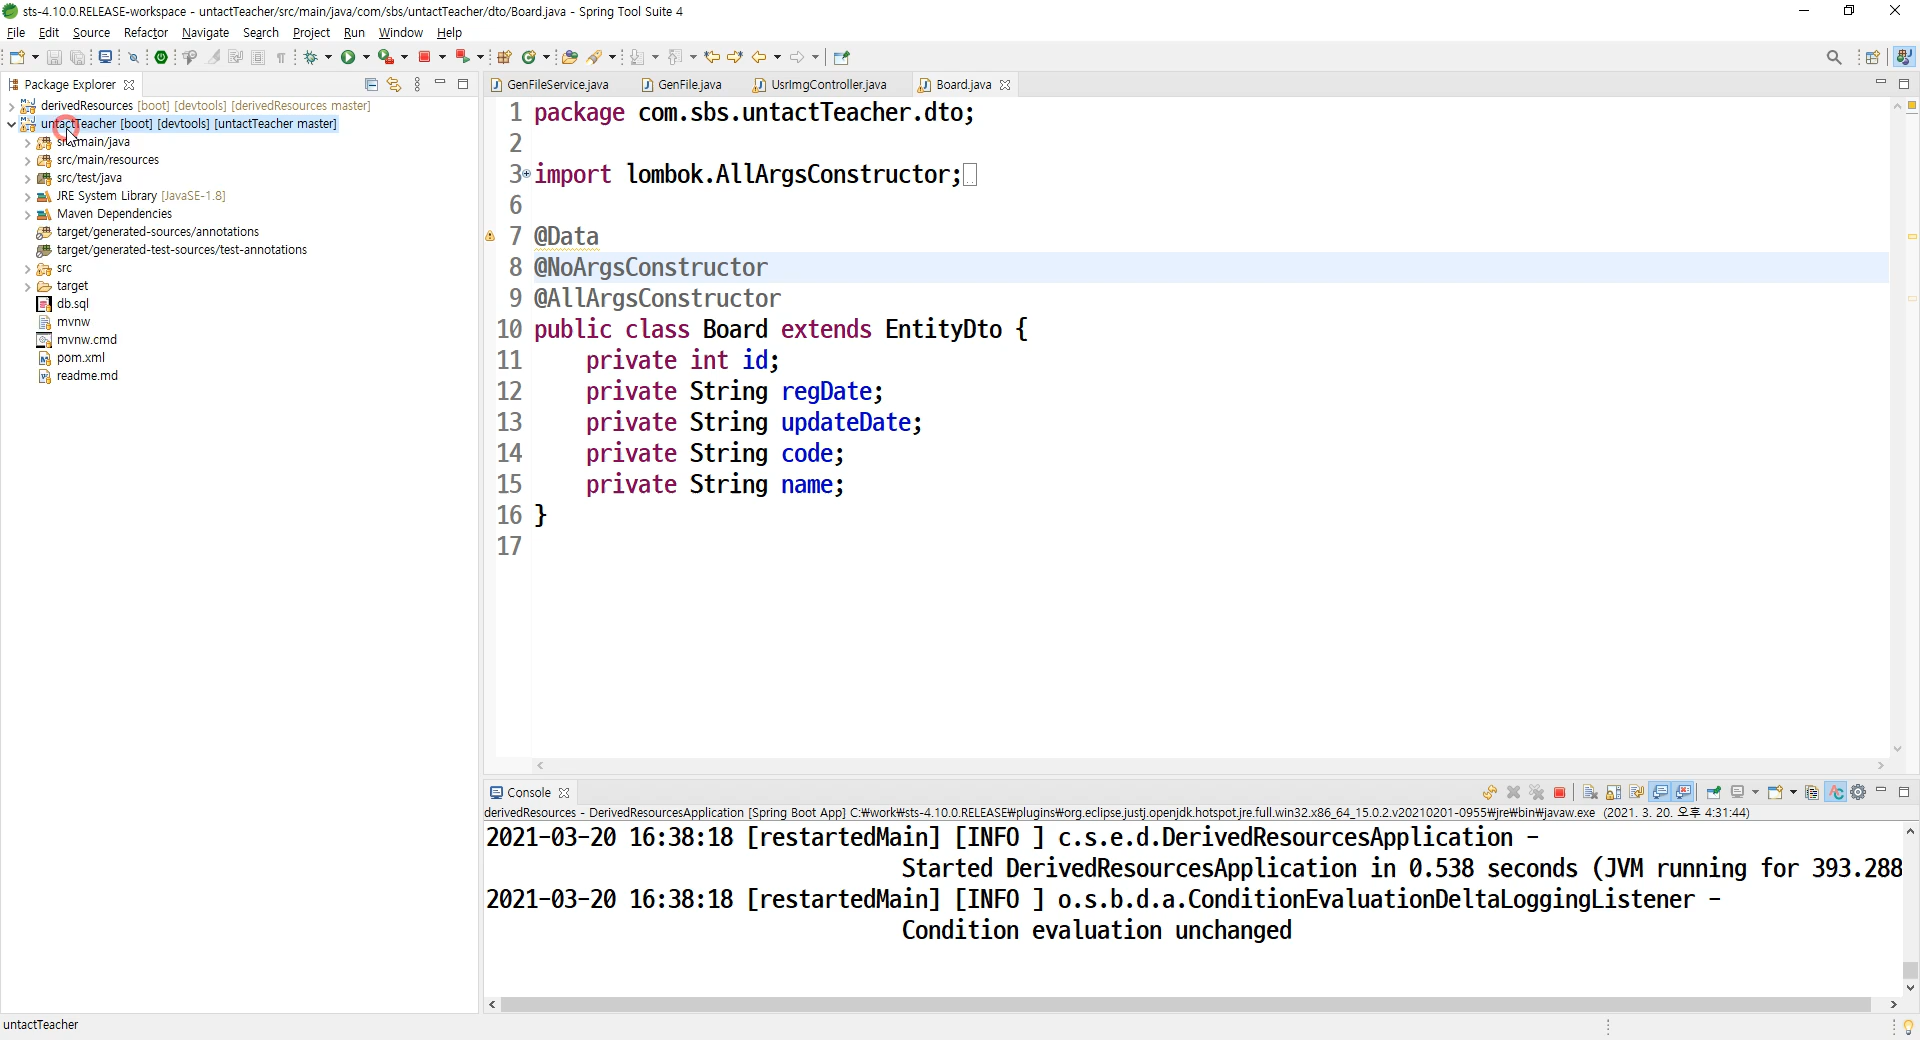 sts-4.10.0.RELEASE-workspace - untactTeacher/src/main/java/com/sbs/untactTeacher/dto/Board.java - Spring Tool Suite 4
File Edit Source Refactor Navigate Search Project Run Window Help
Package Explorer
derivedResources [boot] [devtools] [derivedResources master]
untactTeacher [boot] [devtools] [untactTeacher master]
src/main/java
src/main/resources
src/test/java
JRE System Library [JavaSE-1.8]
Maven Dependencies
target/generated-sources/annotations
target/generated-test-sources/test-annotations
src
target
db.sql
mvnw
mvnw.cmd
pom.xml
readme.md
GenFileService.java GenFile.java UsrImgController.java Board.java
1 package com.sbs.untactTeacher.dto;
2
3 import lombok.AllArgsConstructor;
6
7 @Data
8 @NoArgsConstructor
9 @AllArgsConstructor
10 public class Board extends EntityDto {
11 private int id;
12 private String regDate;
13 private String updateDate;
14 private String code;
15 private String name;
16 }
17
Console
derivedResources - DerivedResourcesApplication [Spring Boot App] C:₩work₩sts-4.10.0.RELEASE₩plugins₩org.eclipse.justj.openjdk.hotspot.jre.full.win32.x86_64_15.0.2.v20210201-0955₩jre₩bin₩javaw.exe (2021. 3. 20. 오후 4:31:44)
2021-03-20 16:38:18 [restartedMain] [INFO ] c.s.e.d.DerivedResourcesApplication -
Started DerivedResourcesApplication in 0.538 seconds (JVM running for 393.288
2021-03-20 16:38:18 [restartedMain] [INFO ] o.s.b.d.a.ConditionEvaluationDeltaLoggingListener -
Condition evaluation unchanged
untactTeacher